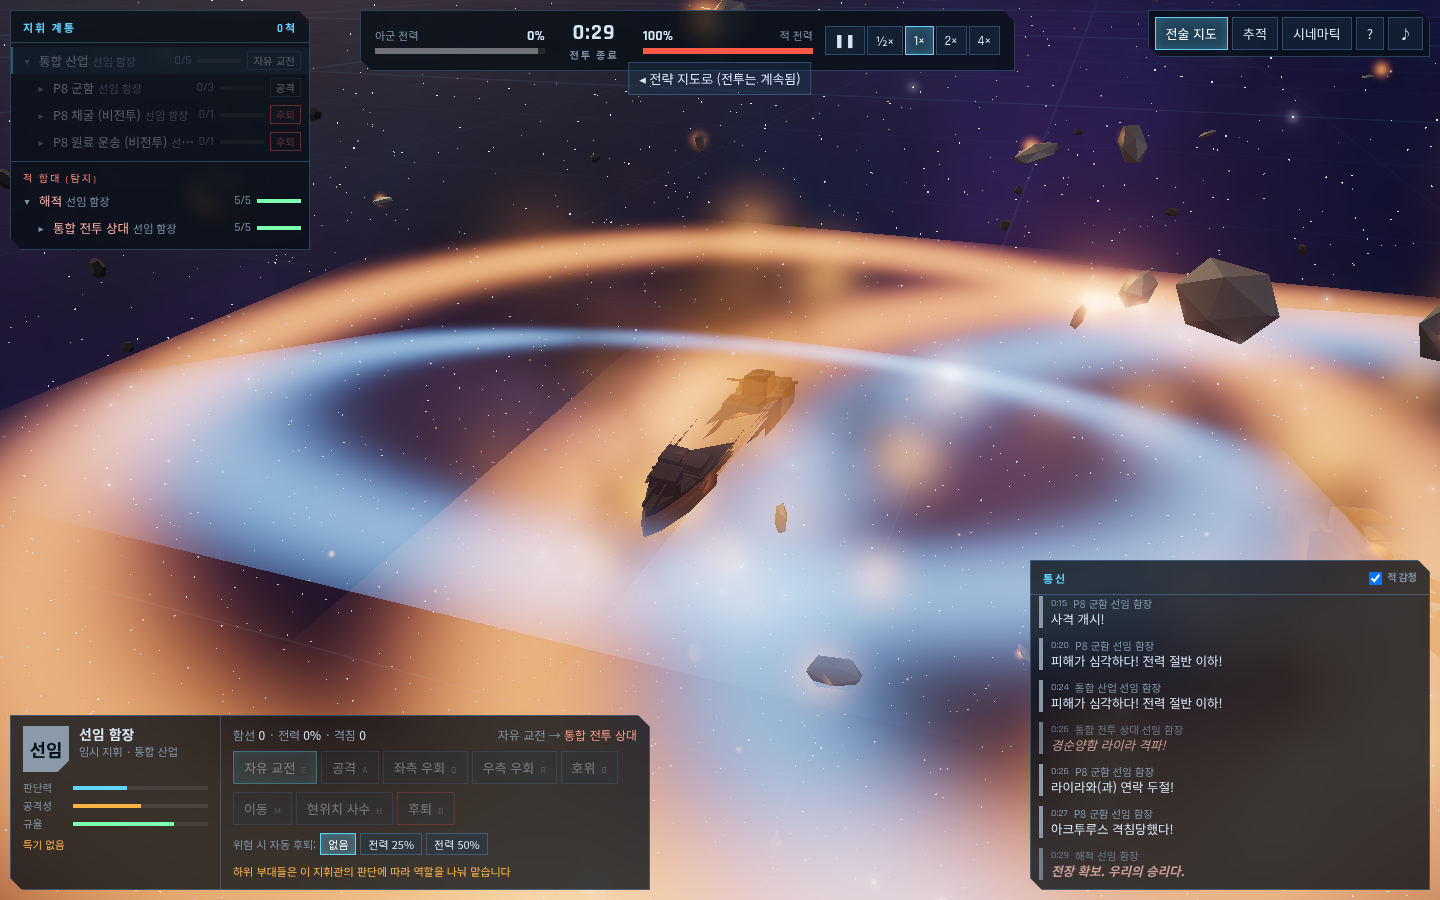 지휘 계통 0척
▾ 통합 산업 선임 함장 0/5 자유 교전
▸ P8 군함 선임 함장 0/3 공격
▸ P8 채굴 (비전투) 선임 함장 0/1 후퇴
▸ P8 원료 운송 (비전투) 선… 0/1 후퇴
적 함대 (탐지)
▾ 해적 선임 함장 5/5
▸ 통합 전투 상대 선임 함장 5/5
아군 전력 0% 0:29 100% 적 전력
전투 종료
❚❚ ½× 1× 2× 4×
◂ 전략 지도로 (전투는 계속됨)
전술 지도 추적 시네마틱 ? ♪
선임 선임 함장
임시 지휘 · 통합 산업
판단력
공격성
규율
특기 없음
함선 0 · 전력 0% · 격침 0 자유 교전 → 통합 전투 상대
자유 교전 E 공격 A 좌측 우회 Q 우측 우회 R 호위
이동 M 현위치 사수 H 후퇴 B
위험 시 자동 후퇴: 없음 전력 25% 전력 50%
하위 부대들은 이 지휘관의 판단에 따라 역할을 나눠 맡습니다
통신 적 감청
0:15 P8 군함 선임 함장
사격 개시!
0:20 P8 군함 선임 함장
피해가 심각하다! 전력 절반 이하!
0:24 통합 산업 선임 함장
피해가 심각하다! 전력 절반 이하!
0:26 통합 전투 상대 선임 함장
경순양함 라이라 격파!
0:26 P8 군함 선임 함장
라이라와(과) 연락 두절!
0:27 P8 군함 선임 함장
아크투루스 격침당했다!
0:29 해적 선임 함장
전장 확보. 우리의 승리다.